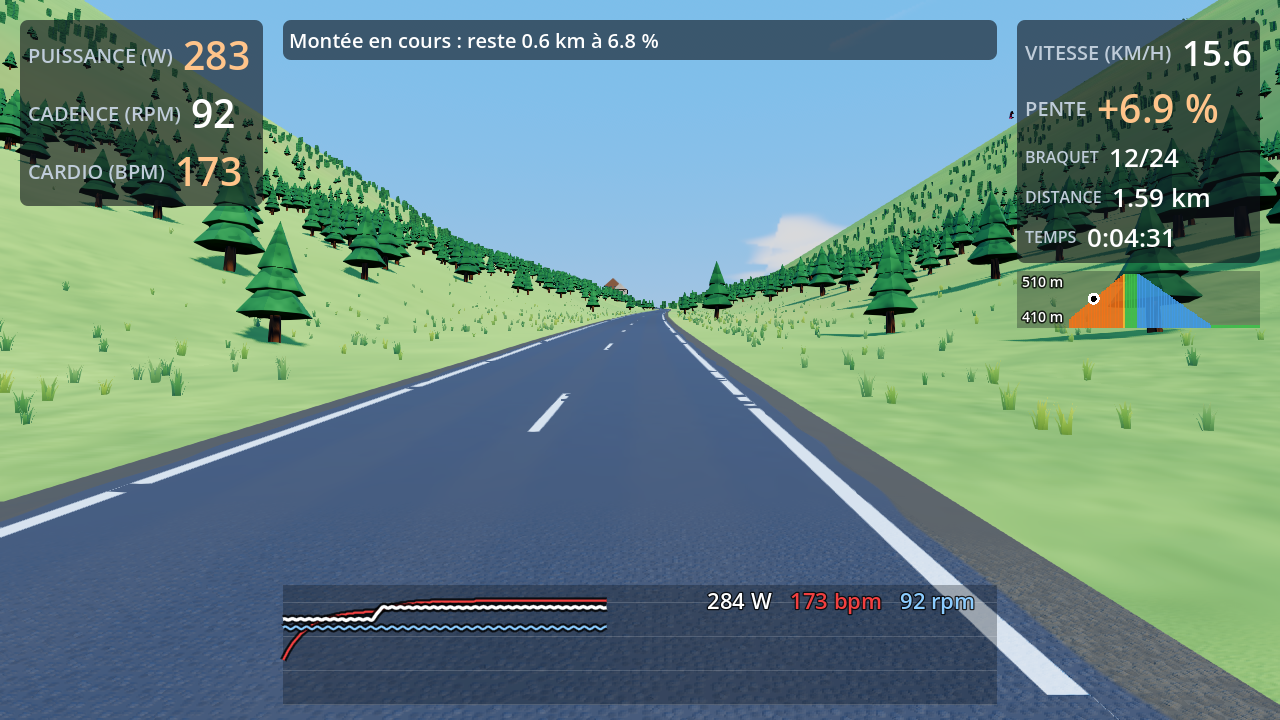 PUISSANCE (W) 283
CADENCE (RPM) 92
CARDIO (BPM) 173
Montée en cours : reste 0.6 km à 6.8 %
VITESSE (KM/H) 15.6
PENTE +6.9 %
BRAQUET 12/24
DISTANCE 1.59 km
TEMPS 0:04:31
510 m
410 m
284 W 173 bpm 92 rpm